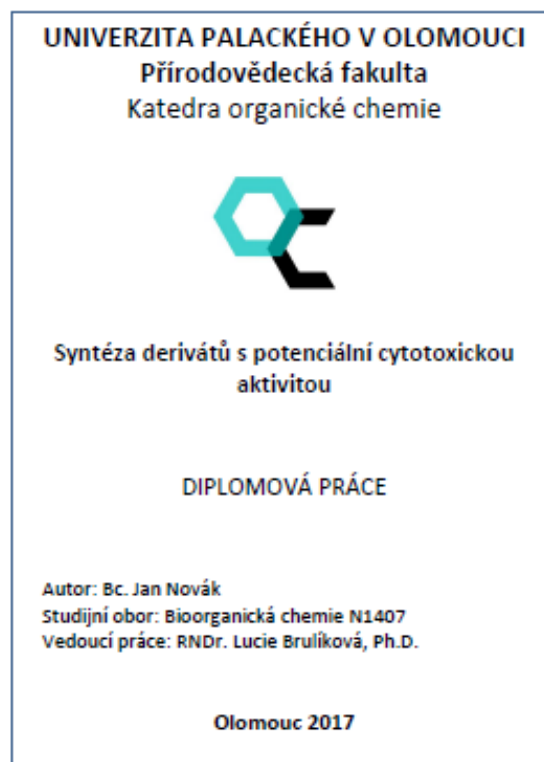 UNIVERZITA PALACKÉHO V OLOMOUCI
Přírodovědecká fakulta
Katedra organické chemie
Syntéza derivátů s potenciální cytotoxickou
aktivitou
DIPLOMOVÁ PRÁCE
Autor: Bc. Jan Novák
Studijní obor: Bioorganická chemie N1407
Vedoucí práce: RNDr. Lucie Brulíková, Ph.D.
Olomouc 2017